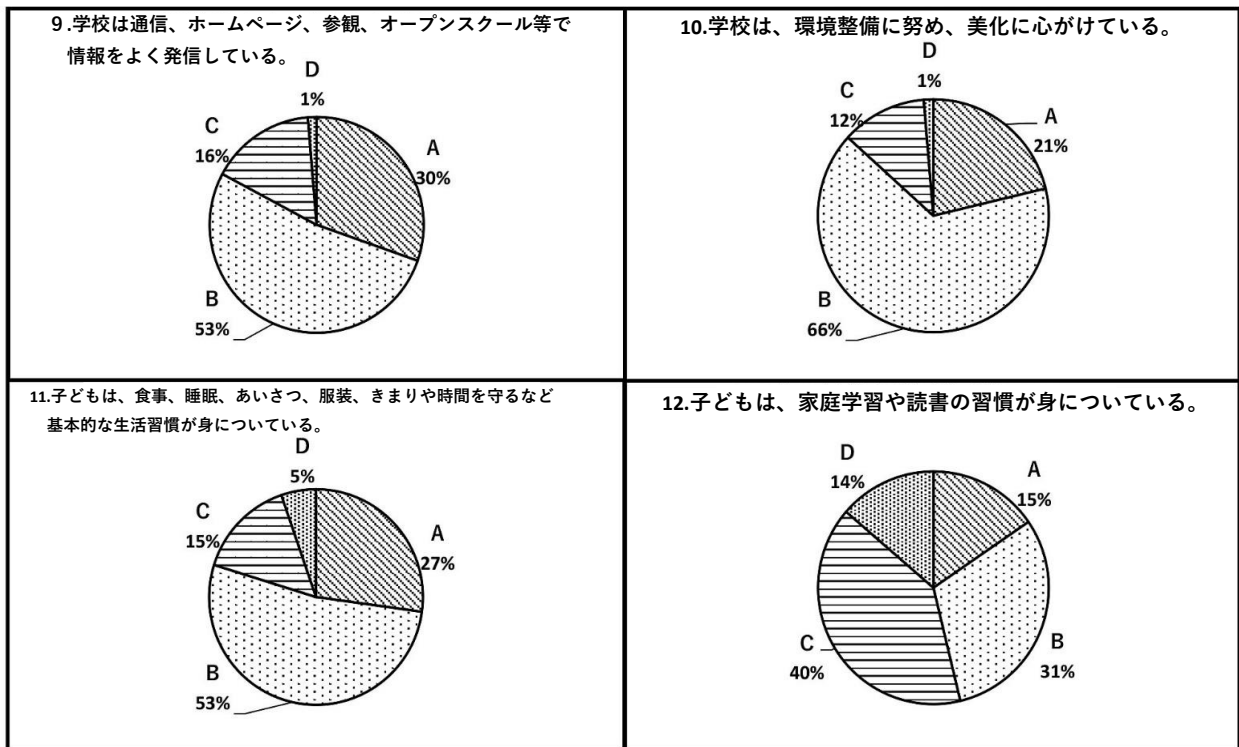 ９.学校は通信、ホームページ、参観、オープンスクール等で
情報をよく発信している。
D
1%
C
16%
A
30%
B
53%
10.学校は、環境整備に努め、美化に心がけている。
D
1%
C
12%
A
21%
B
66%
11.子どもは、食事、睡眠、あいさつ、服装、きまりや時間を守るなど
基本的な生活習慣が身についている。
D
5%
C
15%
A
27%
B
53%
12.子どもは、家庭学習や読書の習慣が身についている。
D
14%
A
15%
C
40%
B
31%